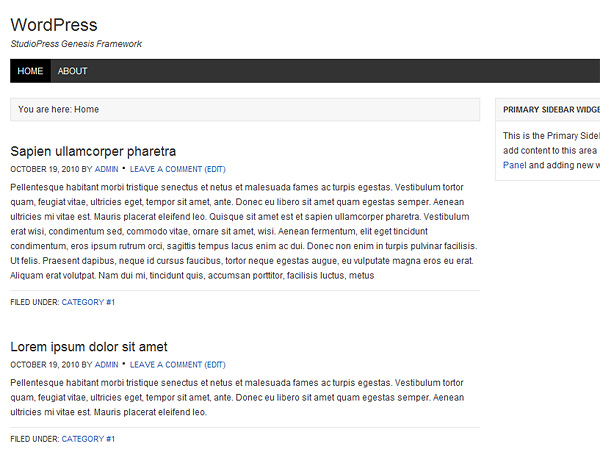 WordPress
StudioPress Genesis Framework
HOME ABOUT
You are here: Home
Sapien ullamcorper pharetra
OCTOBER 19, 2010 BY ADMIN • LEAVE A COMMENT (EDIT)
Pellentesque habitant morbi tristique senectus et netus et malesuada fames ac turpis egestas. Vestibulum tortor
quam, feugiat vitae, ultricies eget, tempor sit amet, ante. Donec eu libero sit amet quam egestas semper. Aenean
ultricies mi vitae est. Mauris placerat eleifend leo. Quisque sit amet est et sapien ullamcorper pharetra. Vestibulum
erat wisi, condimentum sed, commodo vitae, ornare sit amet, wisi. Aenean fermentum, elit eget tincidunt
condimentum, eros ipsum rutrum orci, sagittis tempus lacus enim ac dui. Donec non enim in turpis pulvinar facilisis.
Ut felis. Praesent dapibus, neque id cursus faucibus, tortor neque egestas augue, eu vulputate magna eros eu erat.
Aliquam erat volutpat. Nam dui mi, tincidunt quis, accumsan porttitor, facilisis luctus, metus
FILED UNDER: CATEGORY #1
Lorem ipsum dolor sit amet
OCTOBER 19, 2010 BY ADMIN • LEAVE A COMMENT (EDIT)
Pellentesque habitant morbi tristique senectus et netus et malesuada fames ac turpis egestas. Vestibulum tortor
quam, feugiat vitae, ultricies eget, tempor sit amet, ante. Donec eu libero sit amet quam egestas semper. Aenean
ultricies mi vitae est. Mauris placerat eleifend leo.
FILED UNDER: CATEGORY #1
PRIMARY SIDEBAR WIDGE
This is the Primary Sidel
add content to this area
Panel and adding new w